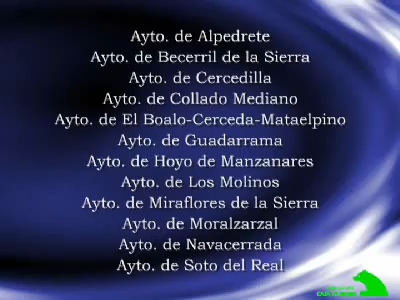 Ayto. de Alpedrete
Ayto. de Becerril de la Sierra
Ayto. de Cercedilla
Ayto. de Collado Mediano
Ayto. de El Boalo-Cerceda-Mataelpino
Ayto. de Guadarrama
Ayto. de Hoyo de Manzanares
Ayto. de Los Molinos
Ayto. de Miraflores de la Sierra
Ayto. de Moralzarzal
Ayto. de Navacerrada
Ayto. de Soto del Real